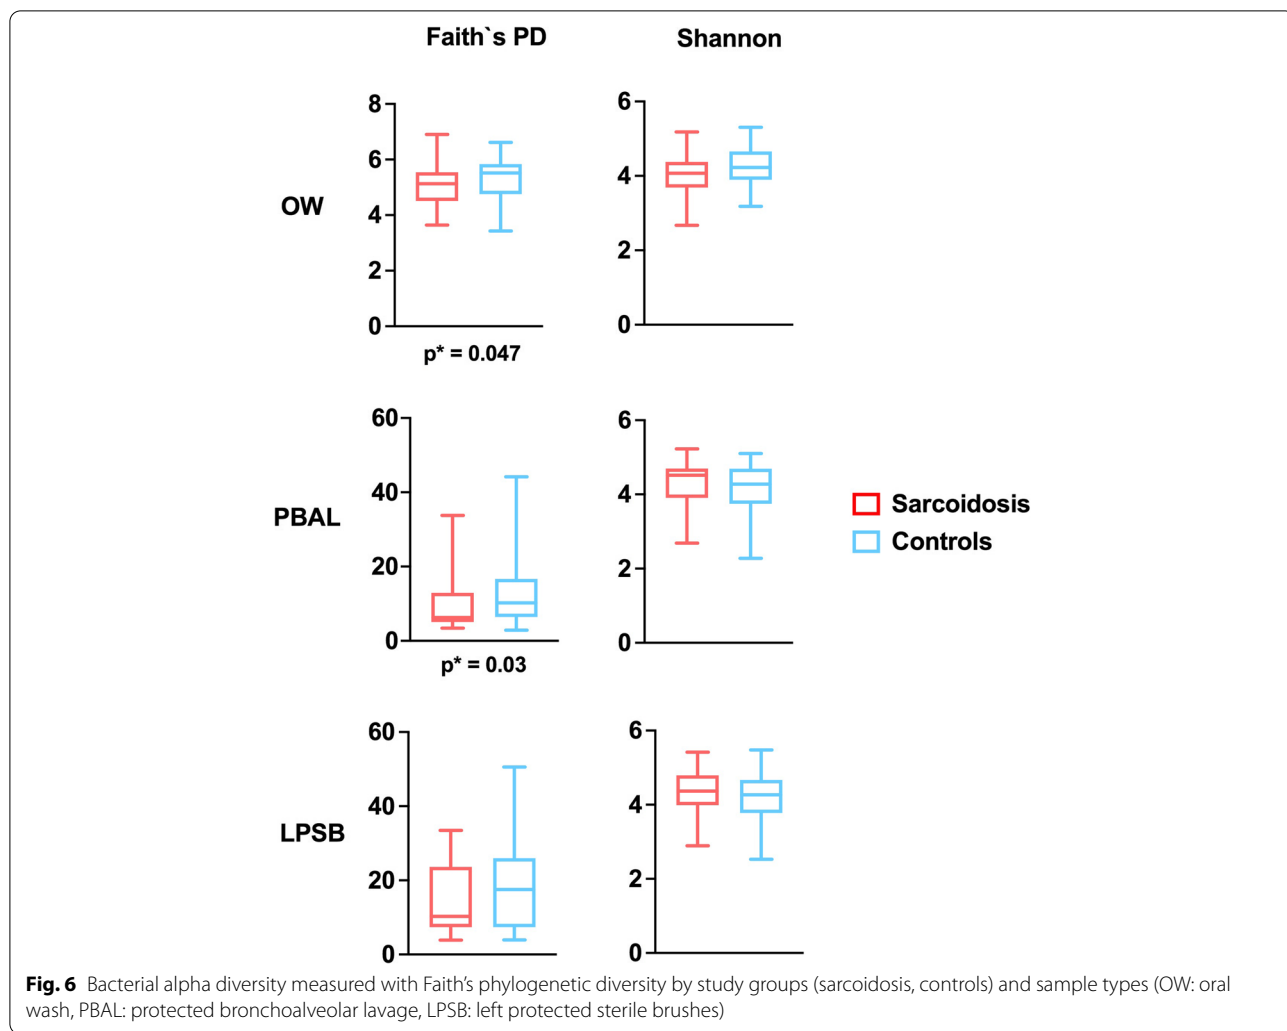 Faith`s PD
Shannon
OW
8
6
4
2
0
p* = 0.047
6
4
2
0
PBAL
60
40
20
0
p* = 0.03
6
4
2
0
Sarcoidosis
Controls
LPSB
60
40
20
0
6
4
2
0
Fig. 6 Bacterial alpha diversity measured with Faith’s phylogenetic diversity by study groups (sarcoidosis, controls) and sample types (OW: oral
wash, PBAL: protected bronchoalveolar lavage, LPSB: left protected sterile brushes)